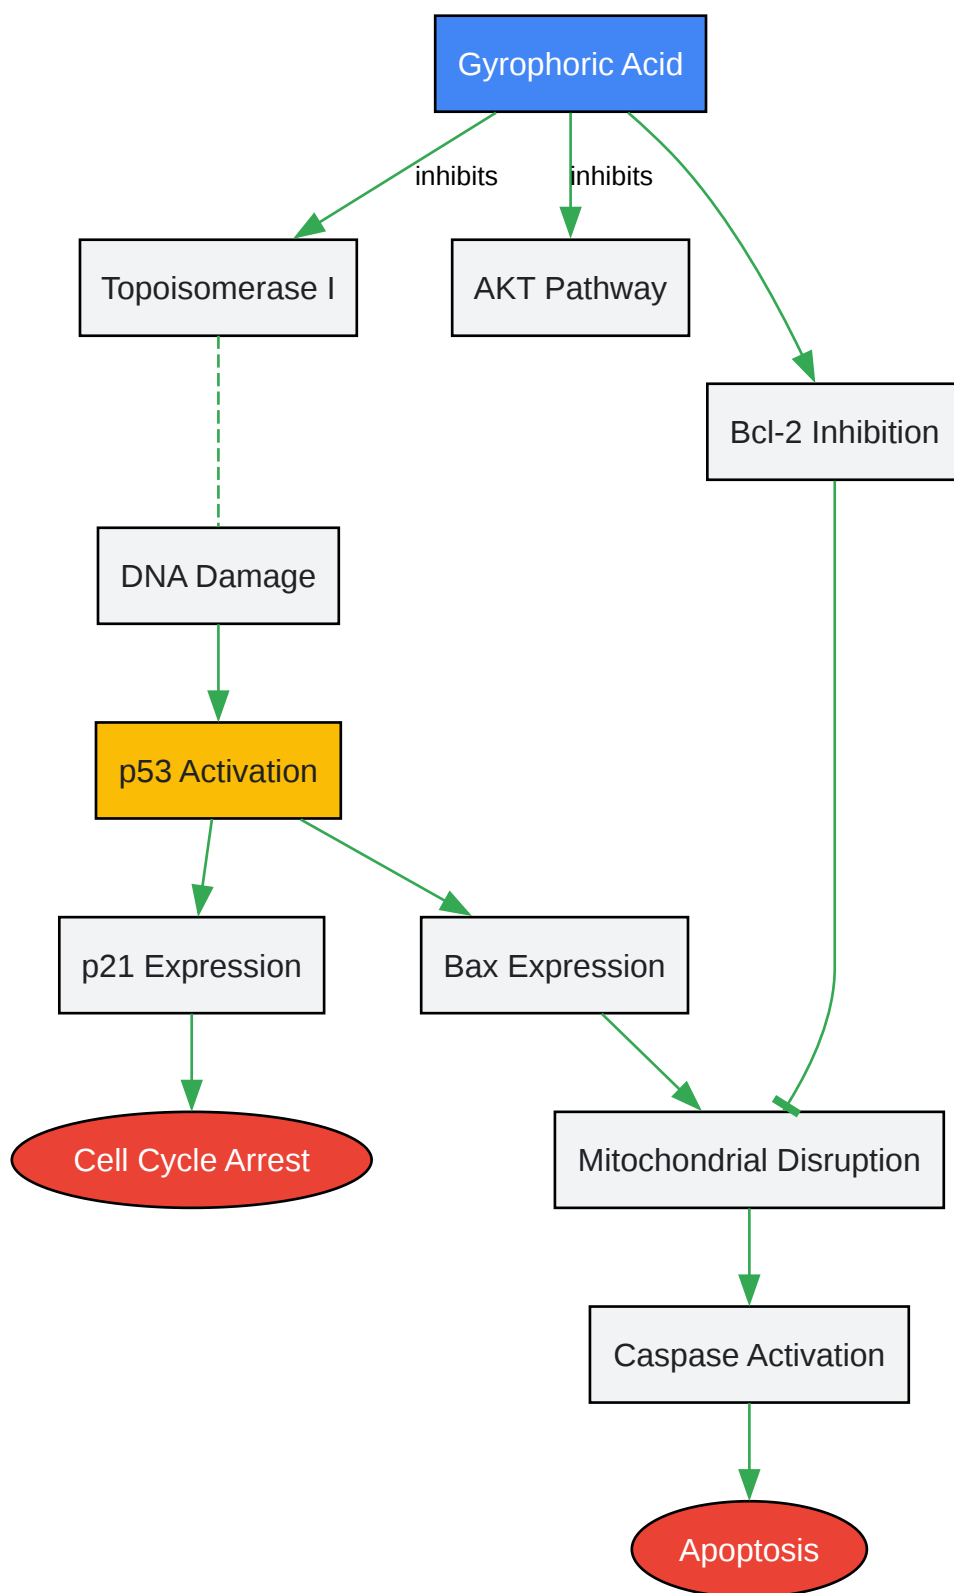 Gyrophoric Acid
inhibits
inhibits
Topoisomerase I
AKT Pathway
Bcl-2 Inhibition
DNA Damage
p53 Activation
p21 Expression
Bax Expression
Cell Cycle Arrest
Mitochondrial Disruption
Caspase Activation
Apoptosis